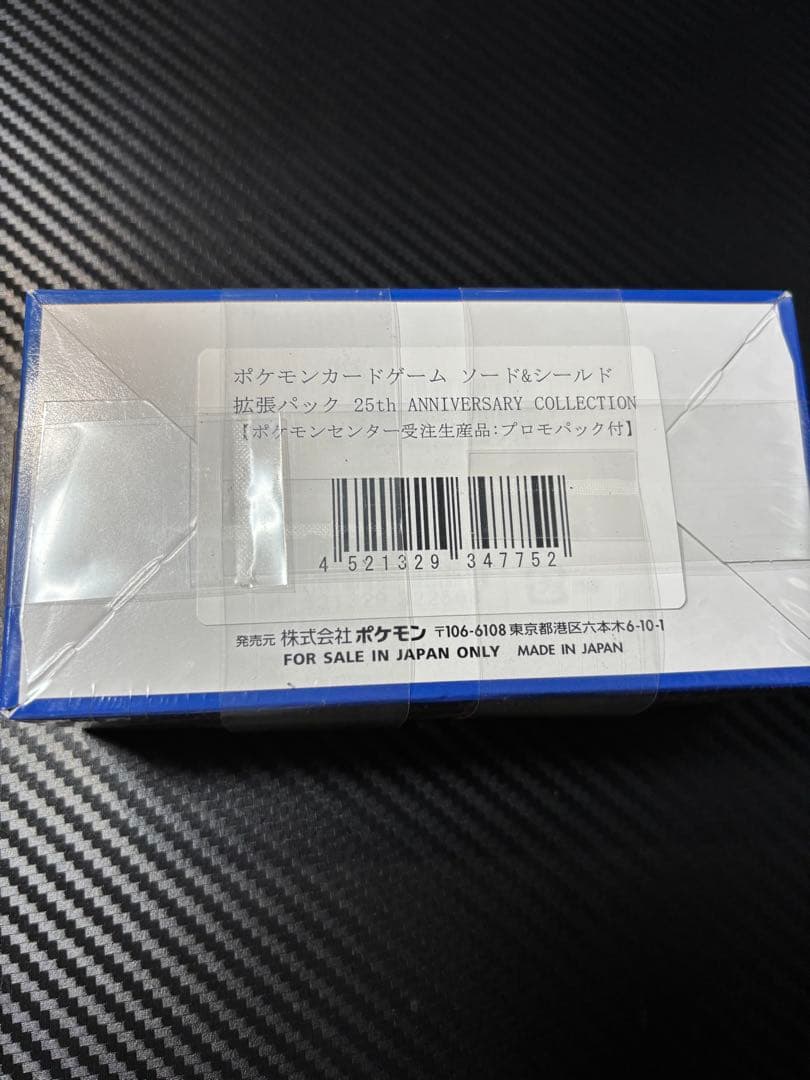 ポケモンカードゲーム ソード&シールド
拡張パック 25th ANNIVERSARY COLLECTION
【ポケモンセンター受注生産品:プロモパック付】
4 521329 347752
発売元 株式会社 ポケモン 〒106-6108 東京都港区六本木6-10-1
FOR SALE IN JAPAN ONLY MADE IN JAPAN